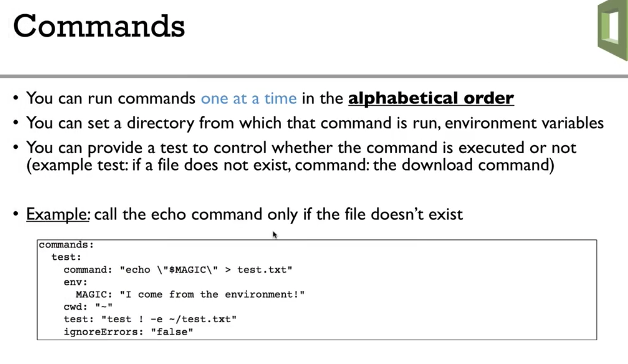 Commands
• You can run commands one at a time in the alphabetical order
• You can set a directory from which that command is run, environment variables
• You can provide a test to control whether the command is executed or not
(example test: if a file does not exist, command: the download command)
• Example: call the echo command only if the file doesn't exist
commands:
  test:
    command: "echo \"$MAGIC\" > test.txt"
    env:
      MAGIC: "I come from the environment!"
    cwd: "~"
    test: "test ! -e ~/test.txt"
    ignoreErrors: "false"